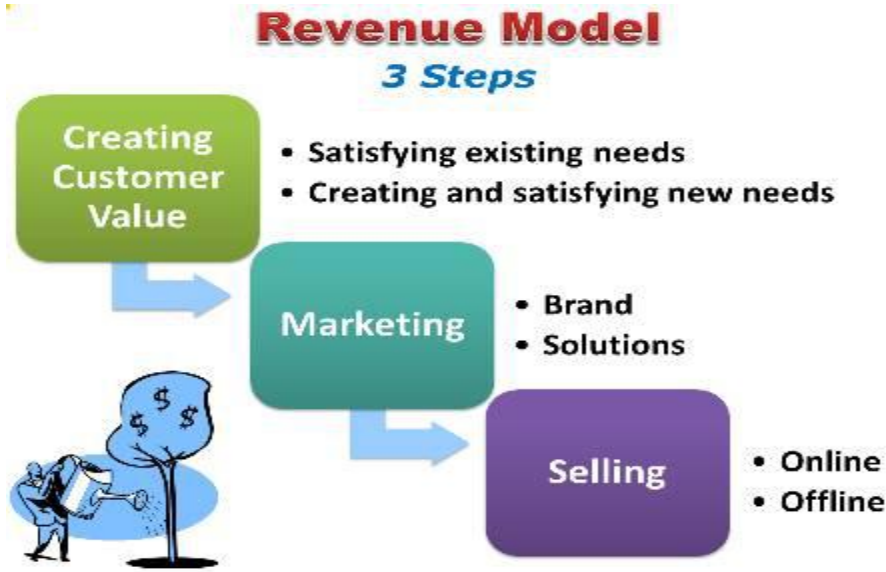 Revenue Model
3 Steps
Creating
Customer
Value
• Satisfying existing needs
• Creating and satisfying new needs
Marketing
• Brand
• Solutions
Selling
• Online
• Offline
$ $ $